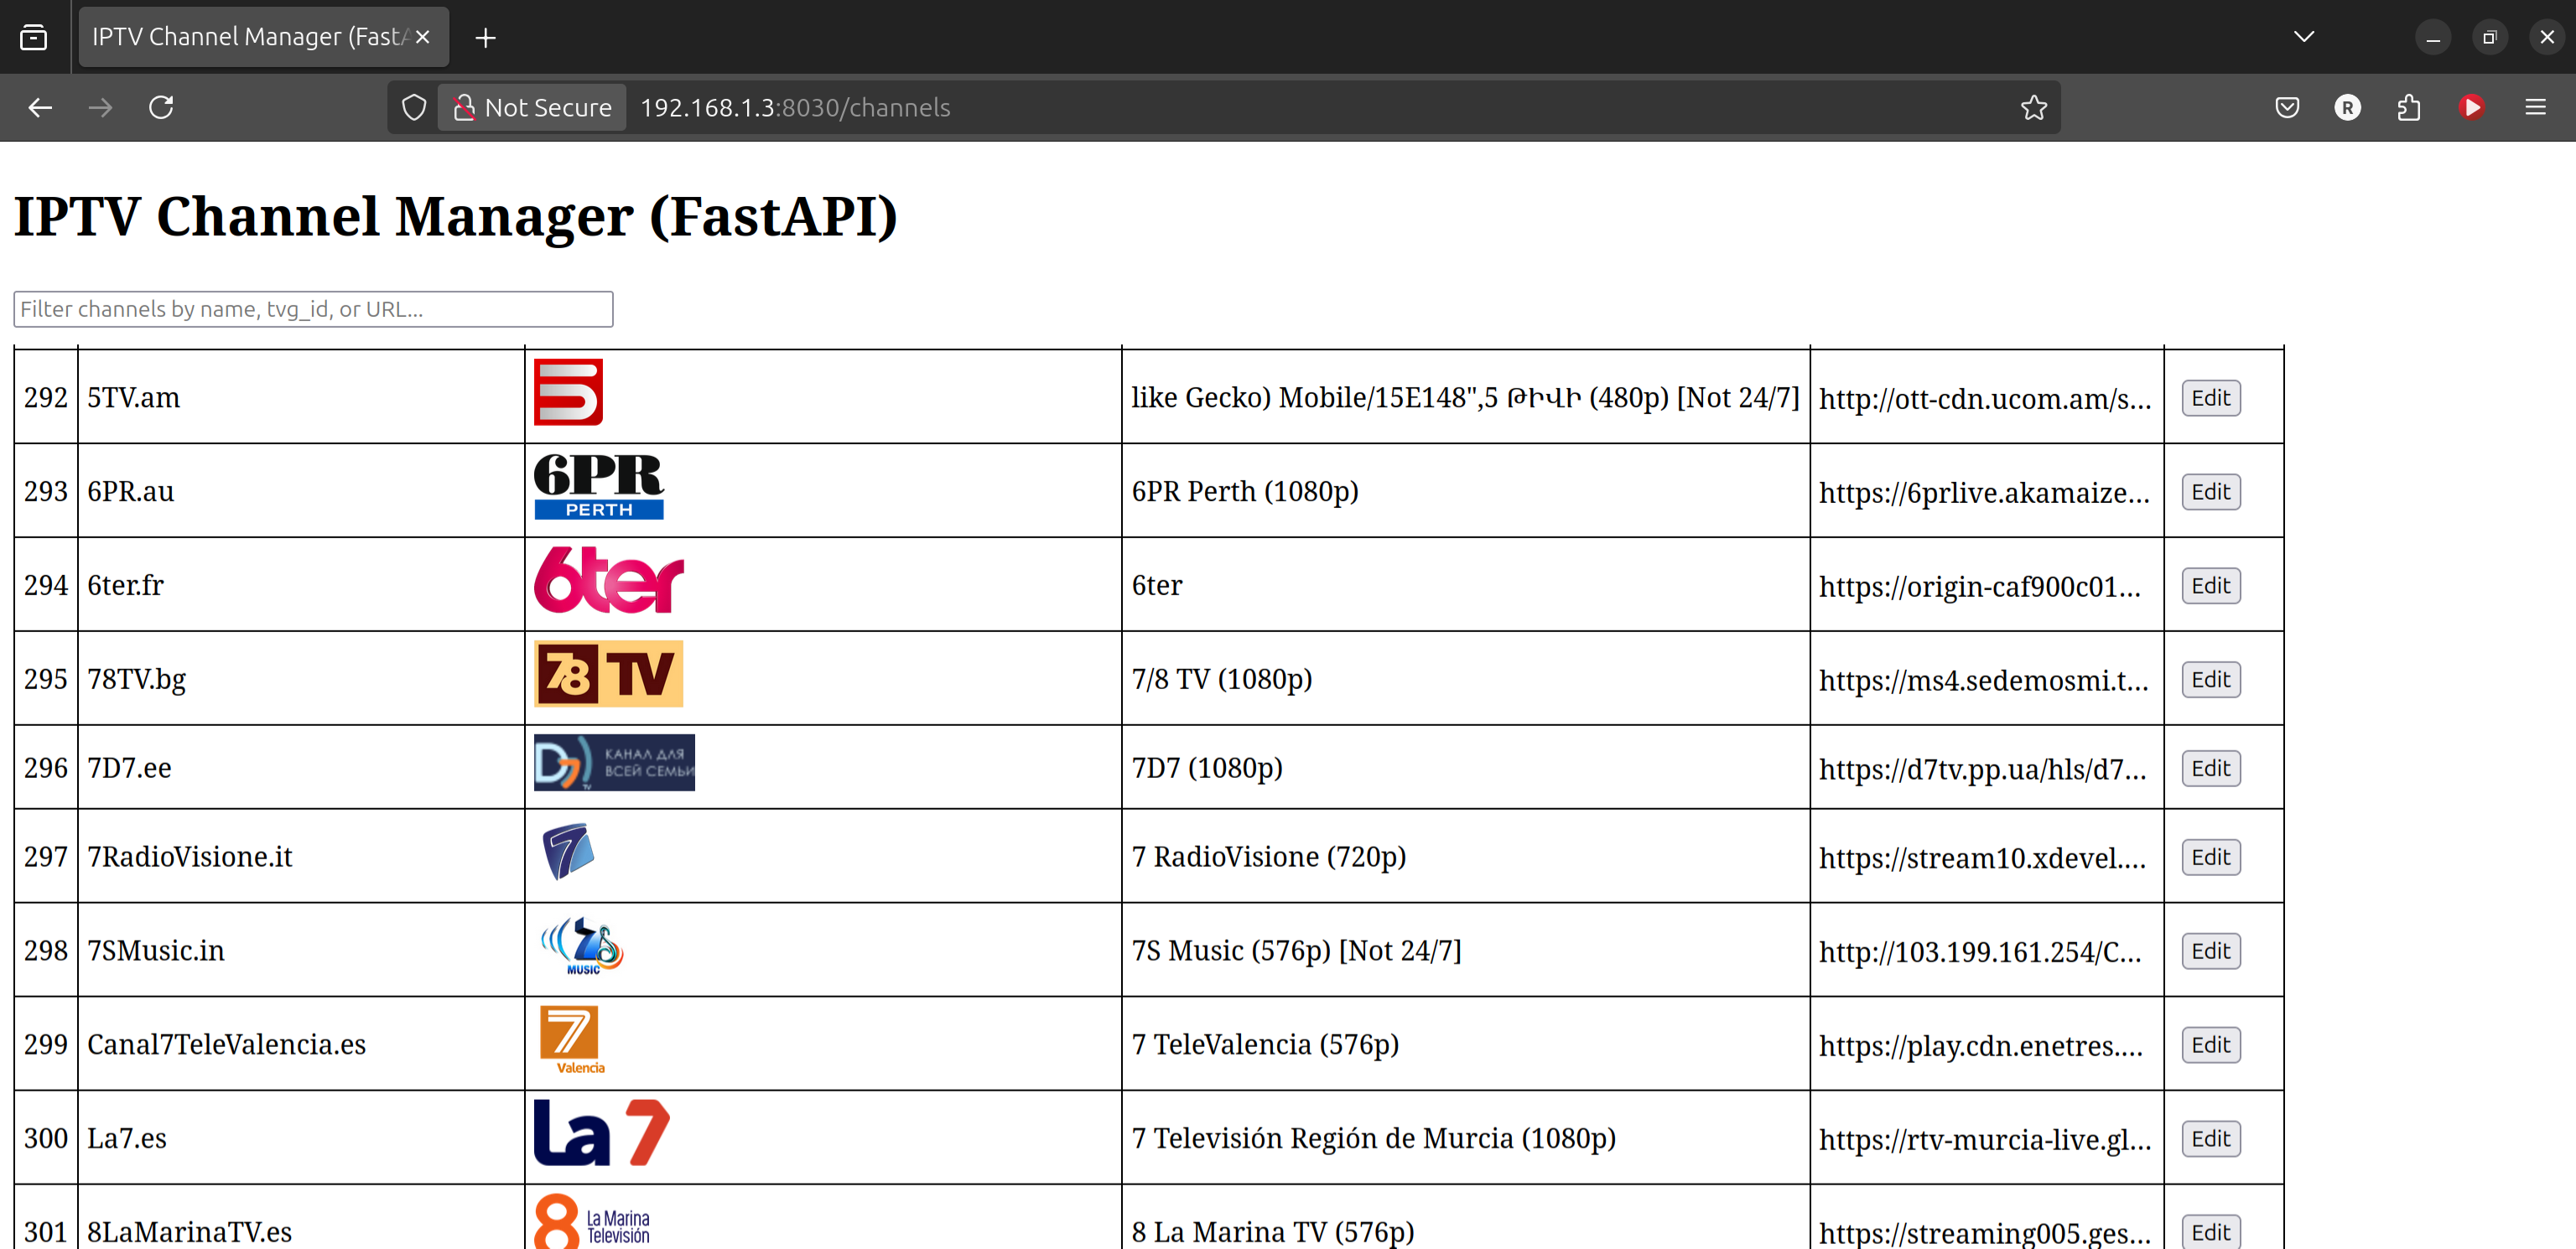 IPTV Channel Manager (FastA
Not Secure 192.168.1.3:8030/channels
R
IPTV Channel Manager (FastAPI)
Filter channels by name, tvg_id, or URL...
292 5TV.am 5 like Gecko) Mobile/15E148",5 ԹԻՎԻ (480p) [Not 24/7] http://ott-cdn.ucom.am/s... Edit
293 6PR.au 6PR PERTH 6PR Perth (1080p) https://6prlive.akamaize... Edit
294 6ter.fr 6ter 6ter https://origin-caf900c01... Edit
295 78TV.bg 78 TV 7/8 TV (1080p) https://ms4.sedemosmi.t... Edit
296 7D7.ee D7 TV КАНАЛ ДЛЯ ВСЕЙ СЕМЬИ 7D7 (1080p) https://d7tv.pp.ua/hls/d7... Edit
297 7RadioVisione.it 7 7 RadioVisione (720p) https://stream10.xdevel.... Edit
298 7SMusic.in 7S MUSIC 7S Music (576p) [Not 24/7] http://103.199.161.254/C... Edit
299 Canal7TeleValencia.es 7 Valencia 7 TeleValencia (576p) https://play.cdn.enetres.... Edit
300 La7.es La 7 7 Televisión Región de Murcia (1080p) https://rtv-murcia-live.gl... Edit
301 8LaMarinaTV.es 8 La Marina Televisión 8 La Marina TV (576p) https://streaming005.ges... Edit